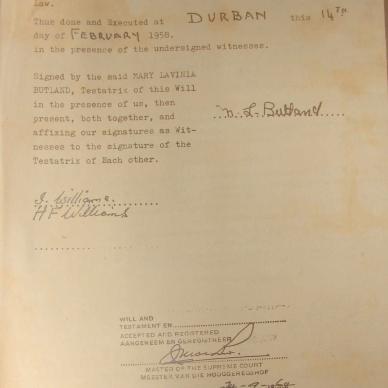 Law.
Thus done and Executed at DURBAN this 14TH
day of FEBRUARY 1958.
in the presence of the undersigned witnesses.
Signed by the said MARY LAVINIA
BUTLAND, Testatrix of this Will
in the presence of us, then
present, both together, and
affixing our signatures as Wit-
nesses to the signature of the
Testatrix of Each other.
M. L. Butland
I. Williams.
H F Williams
WILL AND
TESTAMENT EN
ACCEPTED AND REGISTERED
AANGENEEM EN GEREGISTREER
MASTER OF THE SUPREME COURT
MEESTER VAN DIE HOOGGEREGSHOF